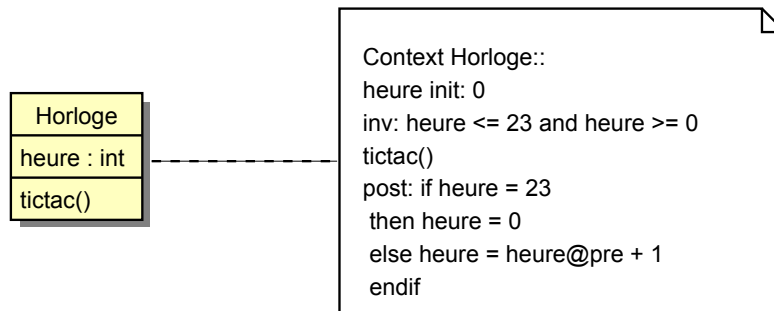 Horloge
heure : int
tictac()
Context Horloge::
heure init: 0
inv: heure <= 23 and heure >= 0
tictac()
post: if heure = 23
then heure = 0
else heure = heure@pre + 1
endif